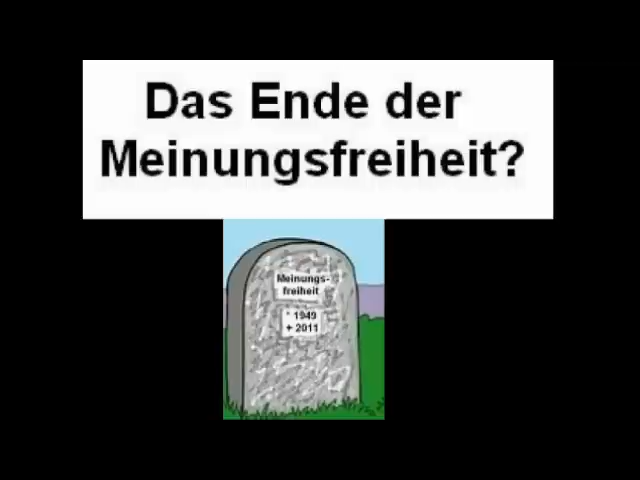 Das Ende der
Meinungsfreiheit?
Meinungs-
freiheit
* 1949
+ 2011